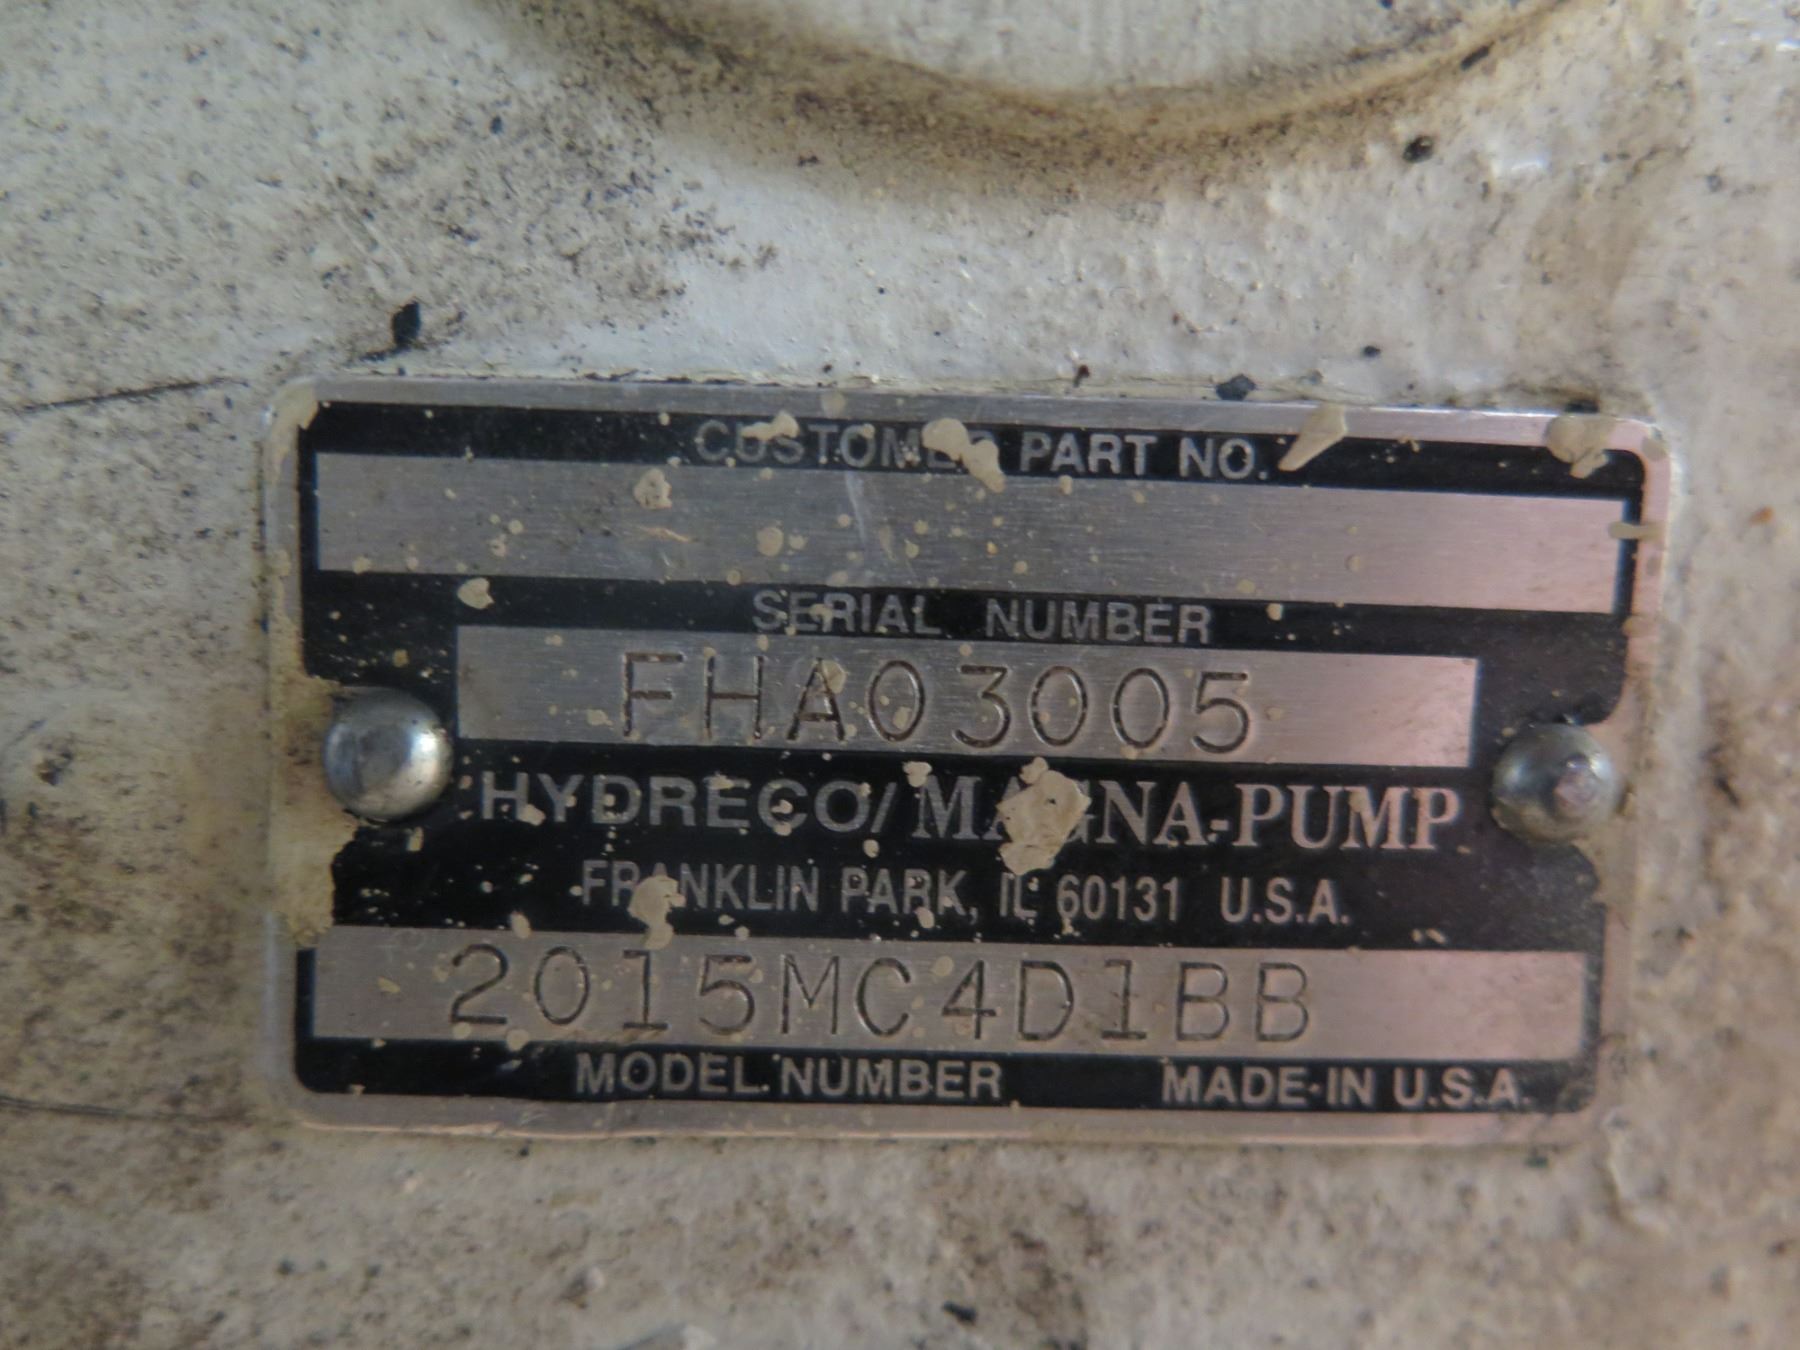 CUSTOMER PART NO.
SERIAL NUMBER
FHA03005
HYDRECO/MAGNA-PUMP
FRANKLIN PARK, IL 60131 U.S.A.
2015MC4D1BB
MODEL NUMBER MADE IN U.S.A.